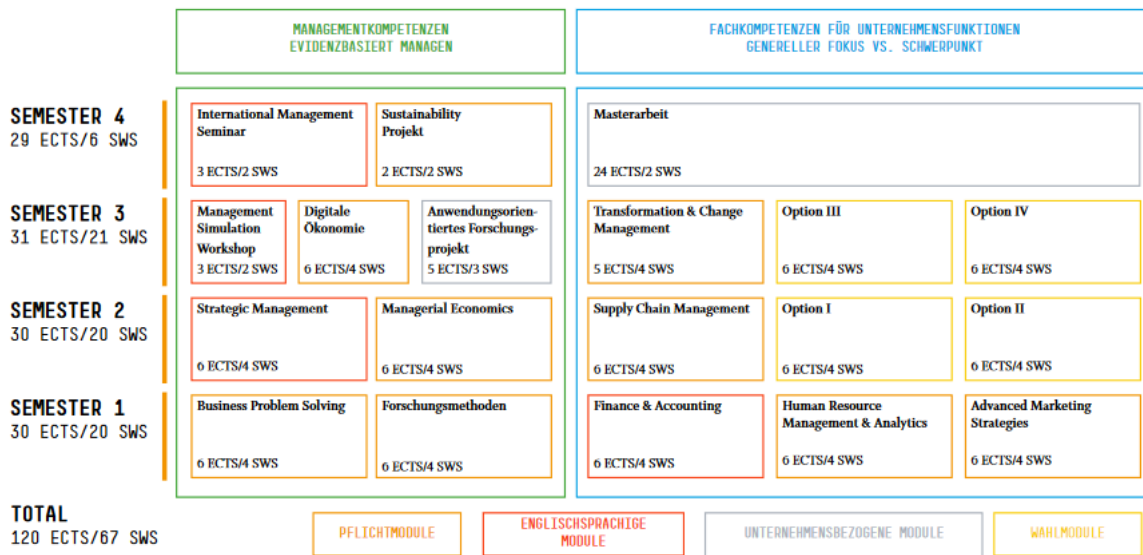 MANAGEMENTKOMPETENZEN
EVIDENZBASIERT MANAGEN
FACHKOMPETENZEN FÜR UNTERNEHMENSFUNKTIONEN
GENERELLER FOKUS VS. SCHWERPUNKT
SEMESTER 4
29 ECTS/6 SWS
International Management
Seminar
3 ECTS/2 SWS
Sustainability
Projekt
2 ECTS/2 SWS
Masterarbeit
24 ECTS/2 SWS
SEMESTER 3
31 ECTS/21 SWS
Management
Simulation
Workshop
3 ECTS/2 SWS
Digitale
Ökonomie
6 ECTS/4 SWS
Anwendungsorien-
tiertes Forschungs-
projekt
5 ECTS/3 SWS
Transformation & Change
Management
5 ECTS/4 SWS
Option III
6 ECTS/4 SWS
Option IV
6 ECTS/4 SWS
SEMESTER 2
30 ECTS/20 SWS
Strategic Management
6 ECTS/4 SWS
Managerial Economics
6 ECTS/4 SWS
Supply Chain Management
6 ECTS/4 SWS
Option I
6 ECTS/4 SWS
Option II
6 ECTS/4 SWS
SEMESTER 1
30 ECTS/20 SWS
Business Problem Solving
6 ECTS/4 SWS
Forschungsmethoden
6 ECTS/4 SWS
Finance & Accounting
6 ECTS/4 SWS
Human Resource
Management & Analytics
6 ECTS/4 SWS
Advanced Marketing
Strategies
6 ECTS/4 SWS
TOTAL
120 ECTS/67 SWS
PFLICHTMODULE
ENGLISCHSPRACHIGE
MODULE
UNTERNEHMENSBEZOGENE MODULE
WAHLMODULE